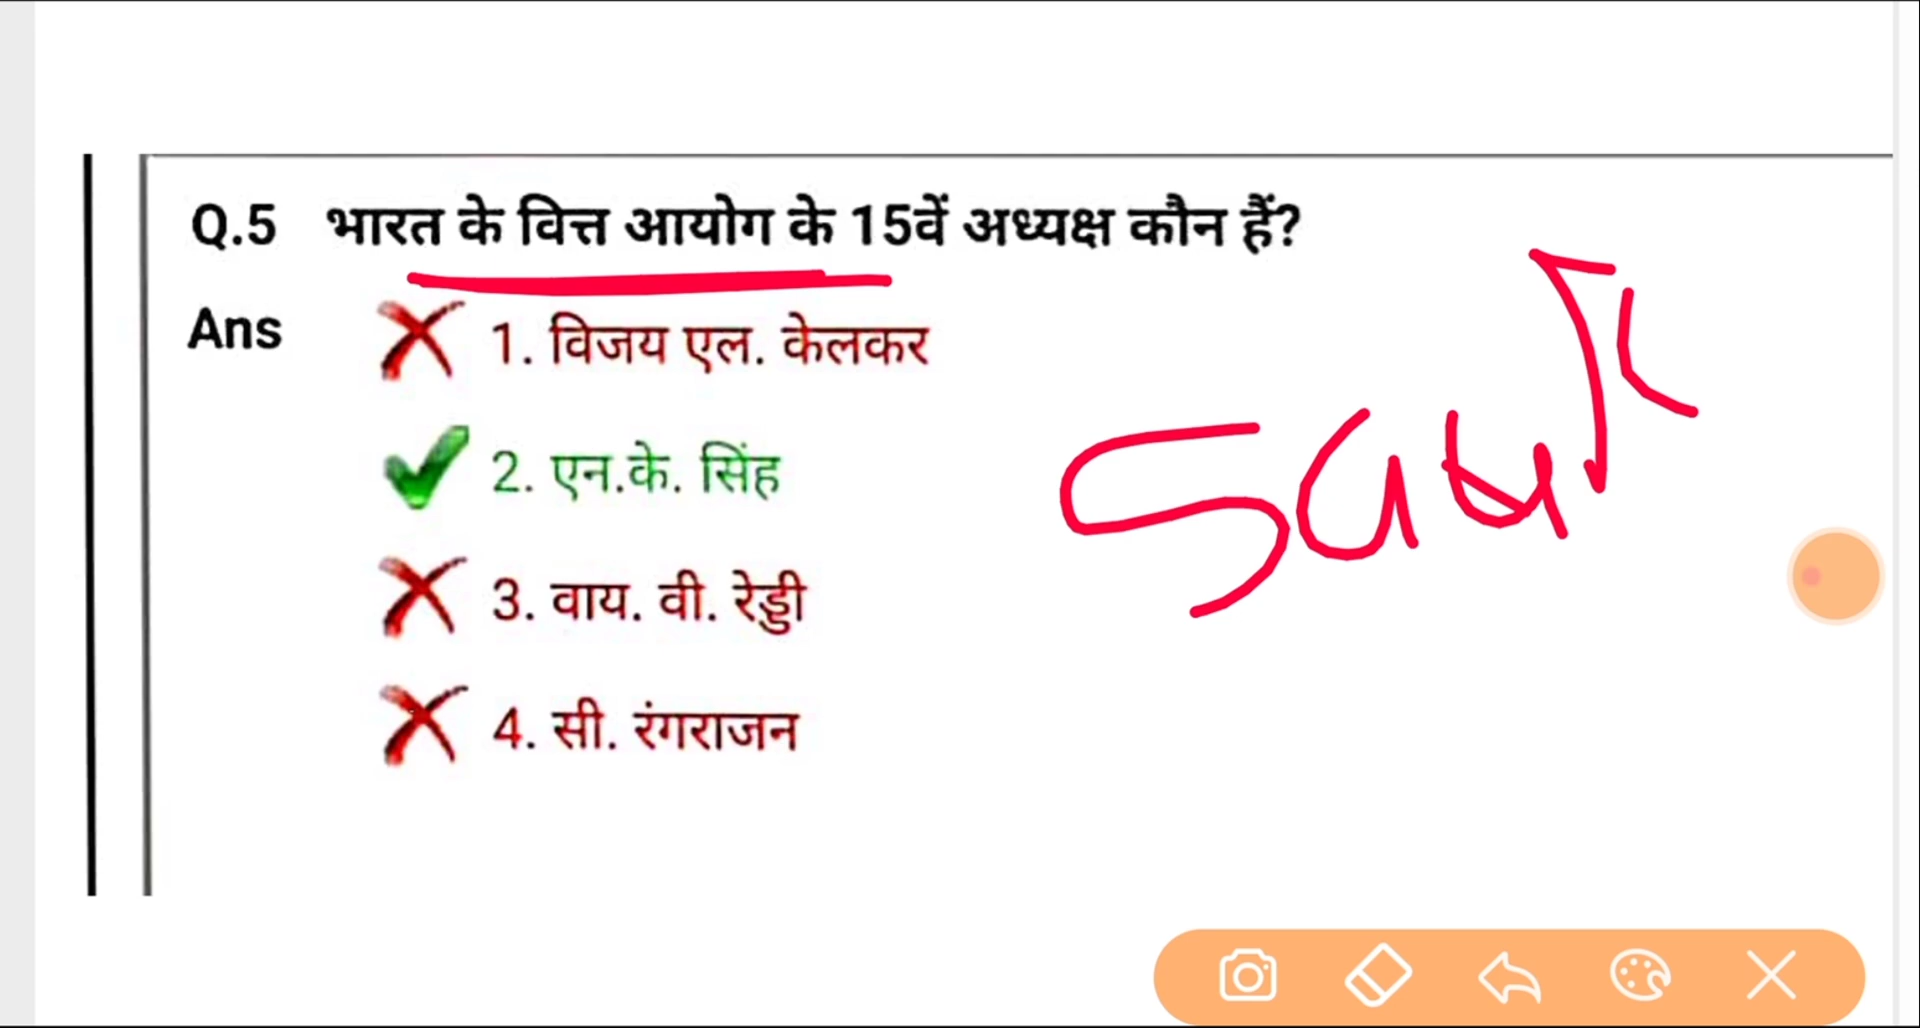 Q.5 भारत के वित्त आयोग के 15वें अध्यक्ष कौन हैं?
Ans 1. विजय एल. केलकर
2. एन.के. सिंह
3. वाय. वी. रेड्डी
4. सी. रंगराजन